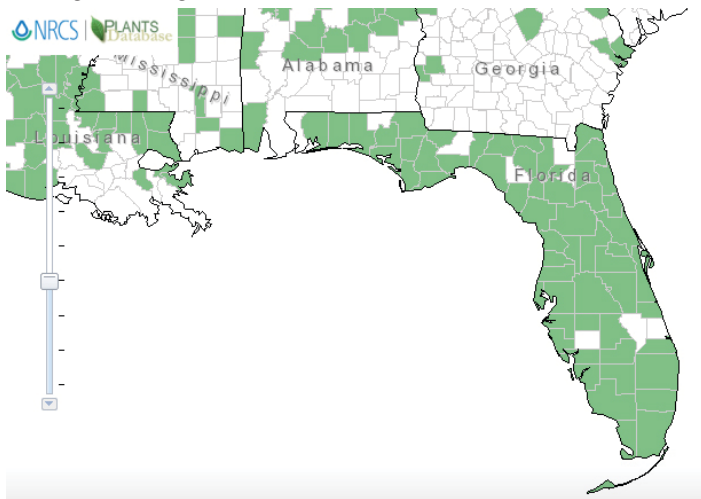 NRCS | PLANTS
Database
Mississippi
Alabama
Georgia
Louisiana
Florida